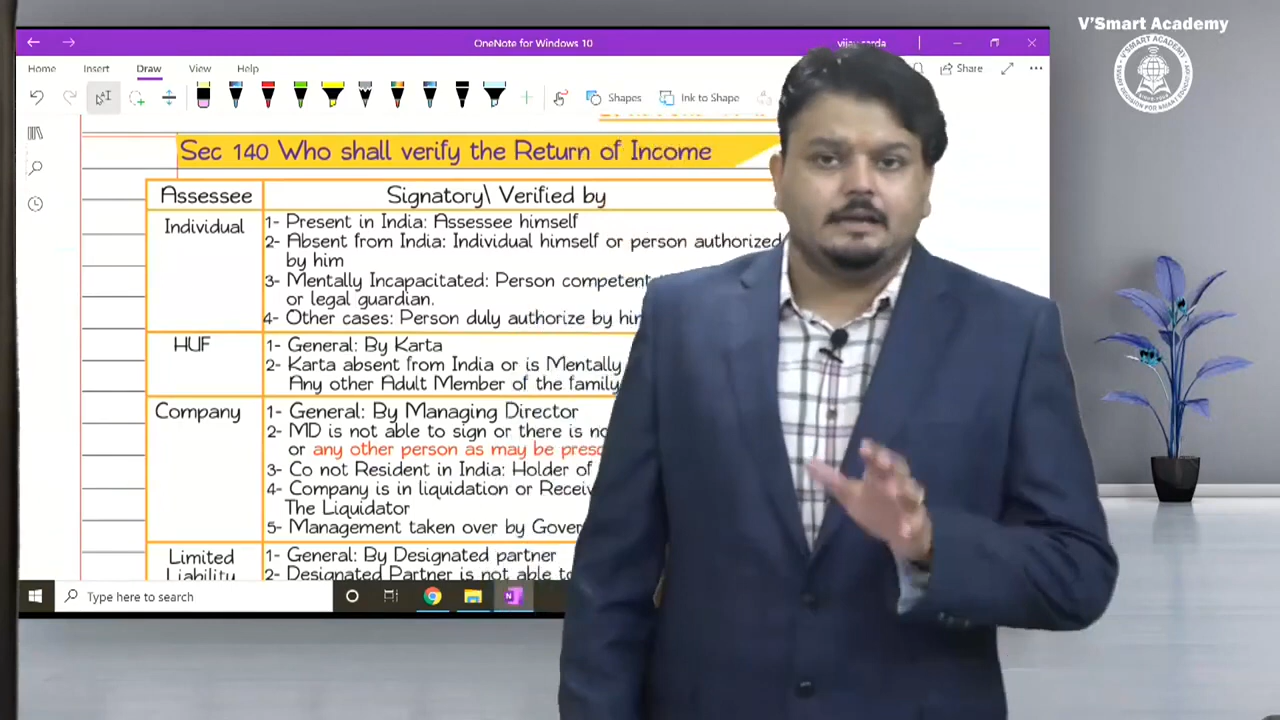 V'Smart Academy
OneNote for Windows 10
vijay sarda
Home Insert Draw View Help
Share
Shapes
Ink to Shape
Sec 140 Who shall verify the Return of Income
Assessee
Signatory\ Verified by
Individual
1- Present in India: Assessee himself
2- Absent from India: Individual himself or person authorized
by him
3- Mentally Incapacitated: Person competent
or legal guardian.
4- Other cases: Person duly authorize by
HUF
1- General: By Karta
2- Karta absent from India or is Mentally
Any other Adult Member of the family
Company
1- General: By Managing Director
2- MD is not able to sign or there is
or any other person as may be
3- Co not Resident in India: Holder of
4- Company is in liquidation or
The Liquidator
5- Management taken over by
Limited
Liability
1- General: By Designated partner
2- Designated Partner is not able to
Type here to search